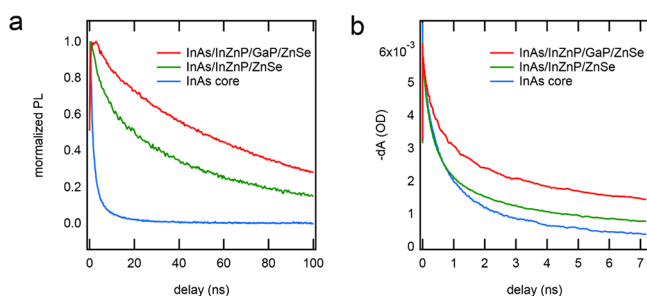 a
1.0
0.8
0.6
0.4
0.2
0.0
mormalized PL
InAs/InZnP/GaP/ZnSe
InAs/InZnP/ZnSe
InAs core
0 20 40 60 80 100
delay (ns)
b
6x10-3
5
4
3
2
1
0
-dA (OD)
InAs/InZnP/GaP/ZnSe
InAs/InZnP/ZnSe
InAs core
0 1 2 3 4 5 6 7
delay (ns)